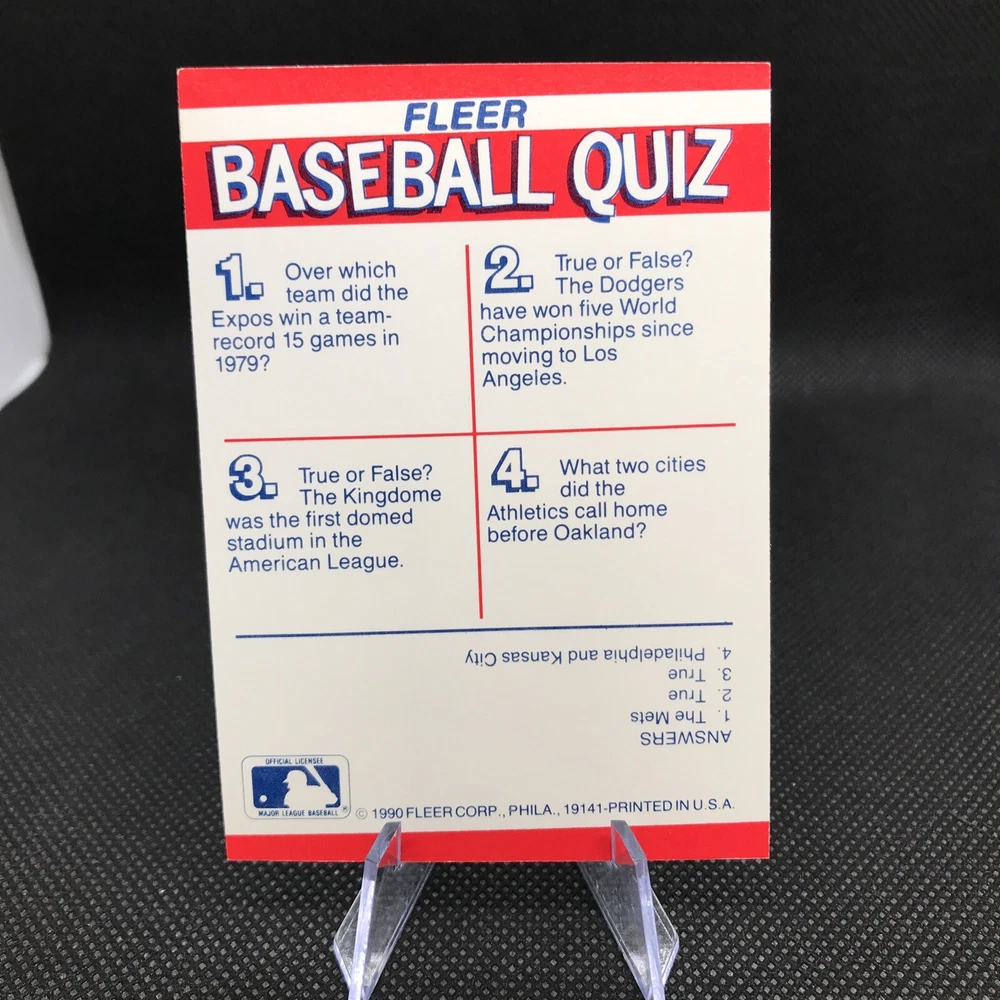 FLEER
BASEBALL QUIZ
1. Over which
team did the
Expos win a team-
record 15 games in
1979?
2. True or False?
The Dodgers
have won five World
Championships since
moving to Los
Angeles.
3. True or False?
The Kingdome
was the first domed
stadium in the
American League.
4. What two cities
did the
Athletics call home
before Oakland?
ANSWERS
1. The Mets
2. True
3. True
4. Philadelphia and Kansas City
OFFICIAL LICENSEE
MAJOR LEAGUE BASEBALL ®
© 1990 FLEER CORP., PHILA., 19141-PRINTED IN U.S.A.